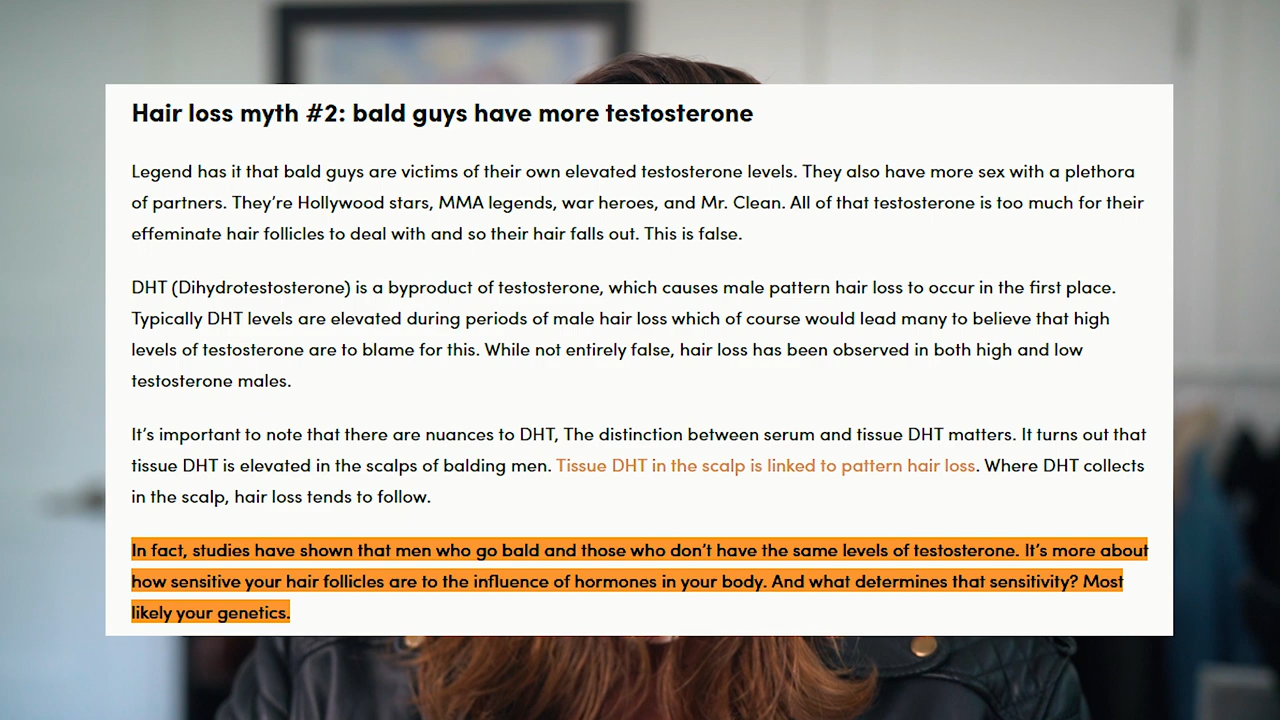 Hair loss myth #2: bald guys have more testosterone
Legend has it that bald guys are victims of their own elevated testosterone levels. They also have more sex with a plethora
of partners. They’re Hollywood stars, MMA legends, war heroes, and Mr. Clean. All of that testosterone is too much for their
effeminate hair follicles to deal with and so their hair falls out. This is false.
DHT (Dihydrotestosterone) is a byproduct of testosterone, which causes male pattern hair loss to occur in the first place.
Typically DHT levels are elevated during periods of male hair loss which of course would lead many to believe that high
levels of testosterone are to blame for this. While not entirely false, hair loss has been observed in both high and low
testosterone males.
It’s important to note that there are nuances to DHT, The distinction between serum and tissue DHT matters. It turns out that
tissue DHT is elevated in the scalps of balding men. Tissue DHT in the scalp is linked to pattern hair loss. Where DHT collects
in the scalp, hair loss tends to follow.
In fact, studies have shown that men who go bald and those who don’t have the same levels of testosterone. It’s more about
how sensitive your hair follicles are to the influence of hormones in your body. And what determines that sensitivity? Most
likely your genetics.